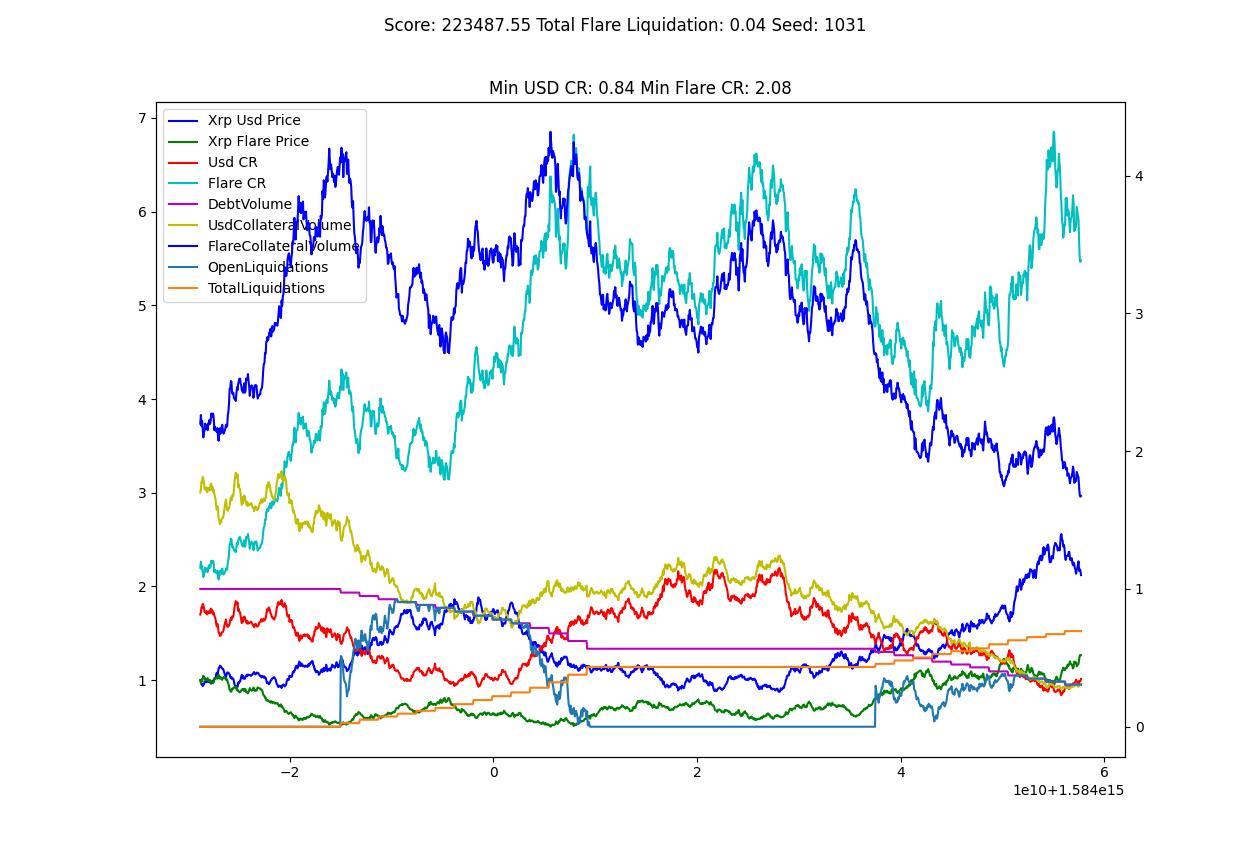 Score: 223487.55 Total Flare Liquidation: 0.04 Seed: 1031
Min USD CR: 0.84 Min Flare CR: 2.08
Xrp Usd Price
Xrp Flare Price
Usd CR
Flare CR
DebtVolume
UsdCollateralVolume
FlareCollateralVolume
OpenLiquidations
TotalLiquidations
7
6
5
4
3
2
1
4
3
2
1
0
−2
0
2
4
6
1e10+1.584e15